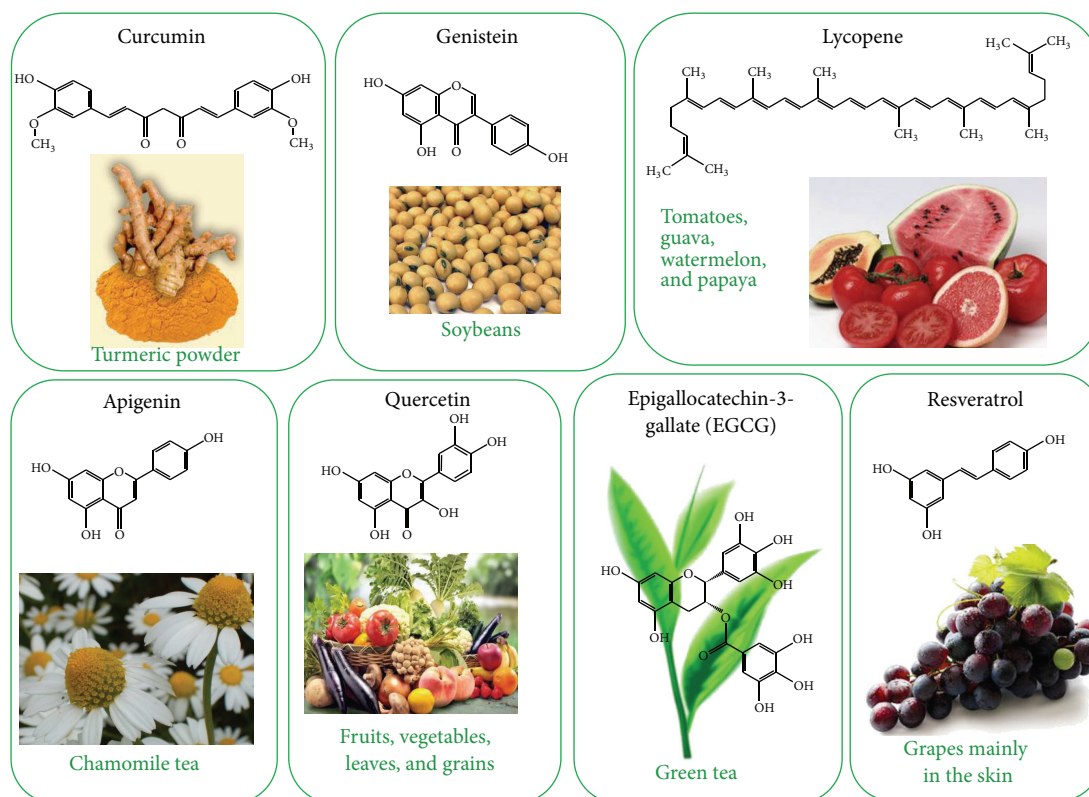 Curcumin
HO
OH
O
O
CH₃
CH₃
O
O
Turmeric powder
Genistein
HO
O
OH
O
OH
Soybeans
Lycopene
CH₃
H₃C
CH₃
CH₃
CH₃
CH₃
CH₃
CH₃
H₃C
CH₃
Tomatoes,
guava,
watermelon,
and papaya
Apigenin
OH
HO
O
OH
O
Chamomile tea
Quercetin
OH
OH
HO
O
OH
OH
O
Fruits, vegetables,
leaves, and grains
Epigallocatechin-3-
gallate (EGCG)
OH
OH
HO
O
OH
O
OH
O
OH
OH
OH
Green tea
Resveratrol
OH
HO
OH
Grapes mainly
in the skin